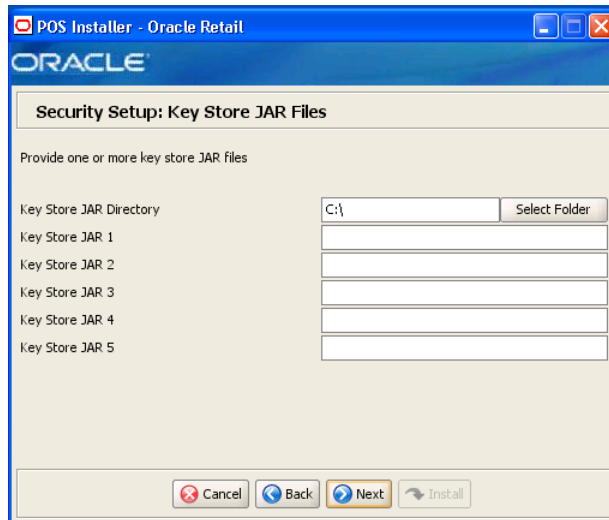 POS Installer - Oracle Retail
ORACLE
Security Setup: Key Store JAR Files
Provide one or more key store JAR files
Key Store JAR Directory C:\ Select Folder
Key Store JAR 1
Key Store JAR 2
Key Store JAR 3
Key Store JAR 4
Key Store JAR 5
Cancel Back Next Install